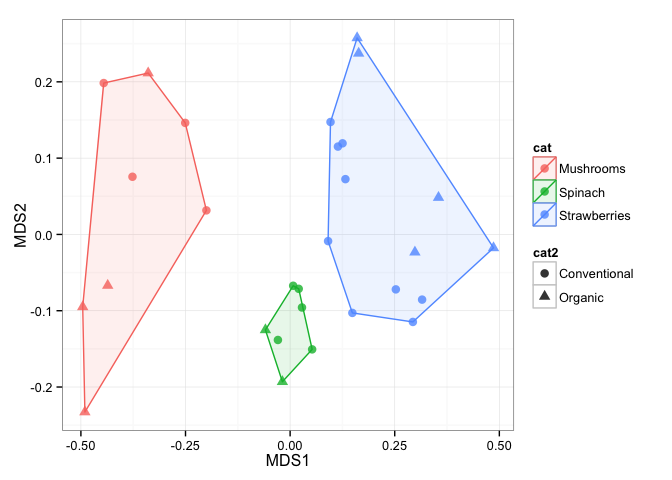 0.2
0.1
0.0
-0.1
-0.2
MDS2
-0.50 -0.25 0.00 0.25 0.50
MDS1
cat
Mushrooms
Spinach
Strawberries
cat2
Conventional
Organic